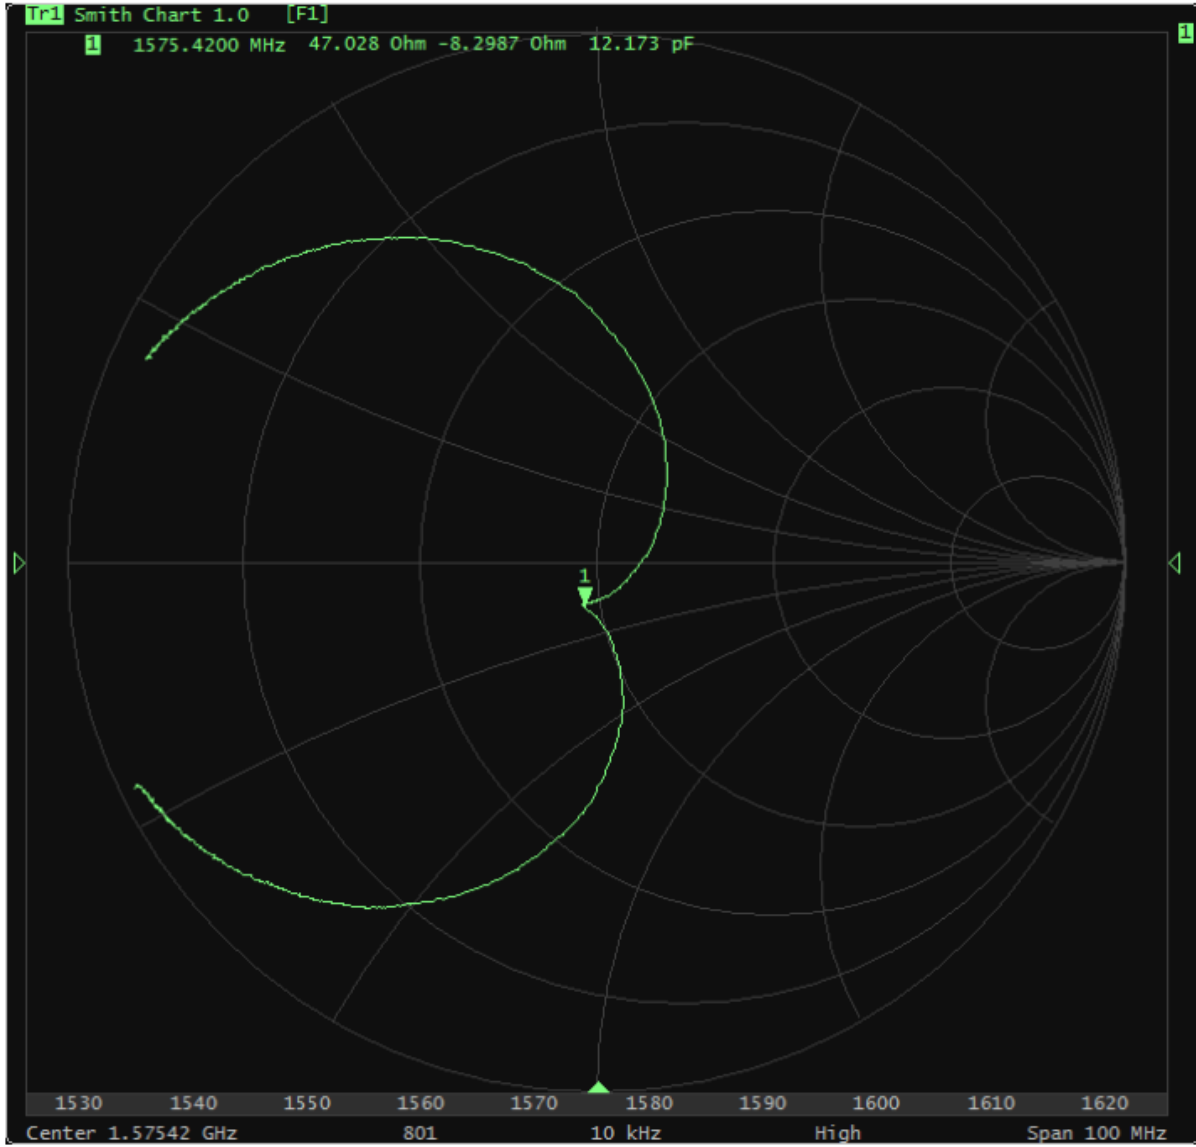 Tr1 Smith Chart 1.0 [F1]
1 1575.4200 MHz 47.028 Ohm -8.2987 Ohm 12.173 pF
1
1
1530 1540 1550 1560 1570 1580 1590 1600 1610 1620
Center 1.57542 GHz 801 10 kHz High Span 100 MHz